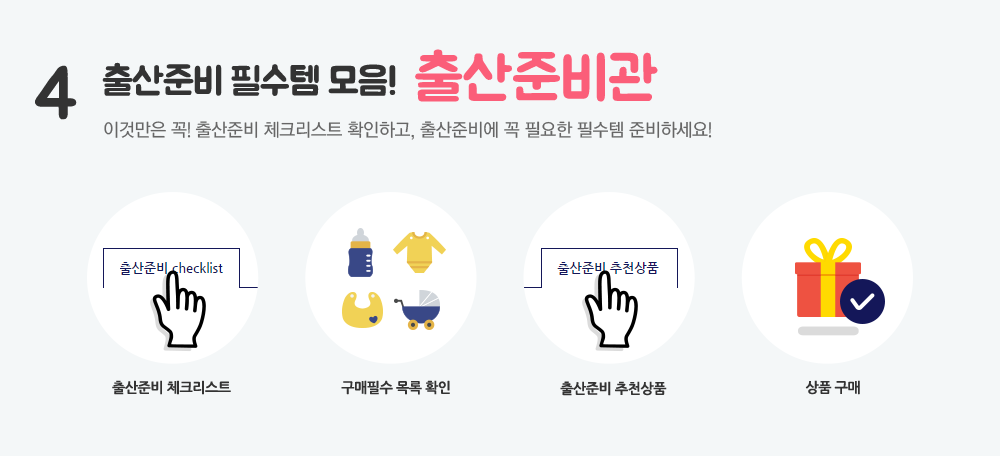 4 출산준비 필수템 모음! 출산준비관
이것만은 꼭! 출산준비 체크리스트 확인하고, 출산준비에 꼭 필요한 필수템 준비하세요!
출산준비 checklist
출산준비 추천상품
출산준비 체크리스트
구매필수 목록 확인
출산준비 추천상품
상품 구매